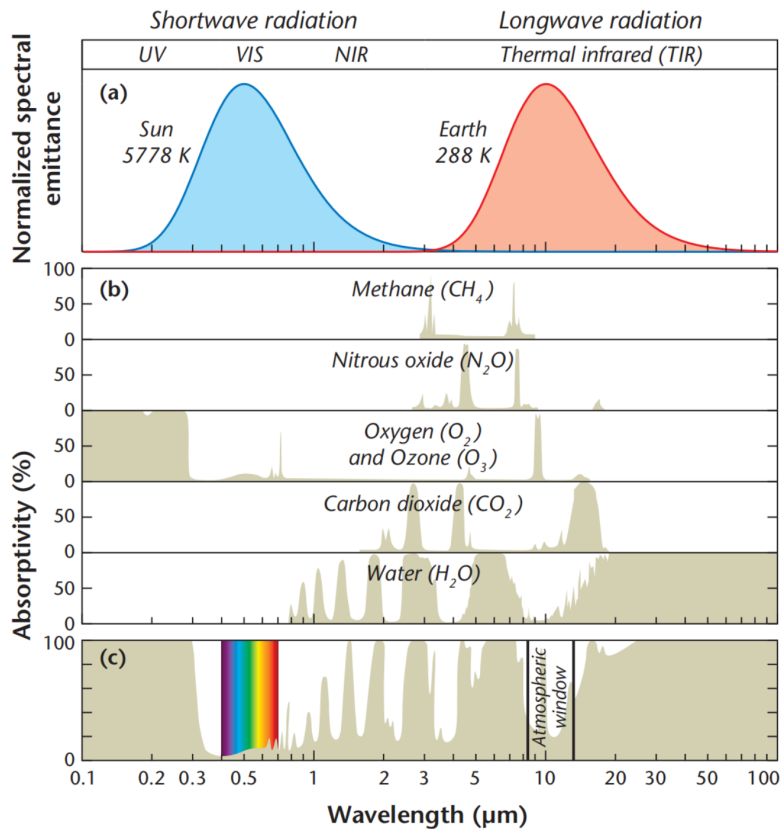 Shortwave radiation Longwave radiation
UV VIS NIR Thermal infrared (TIR)
Normalized spectral
emittance
(a)
Sun
5778 K
Earth
288 K
Absorptivity (%)
(b)
100
50
0
Methane (CH₄)
50
0
Nitrous oxide (N₂O)
50
0
Oxygen (O₂)
and Ozone (O₃)
50
0
Carbon dioxide (CO₂)
50
0
Water (H₂O)
100
0
(c)
Atmospheric
window
0.1 0.2 0.3 0.5 1 2 3 5 10 20 30 50 100
Wavelength (μm)